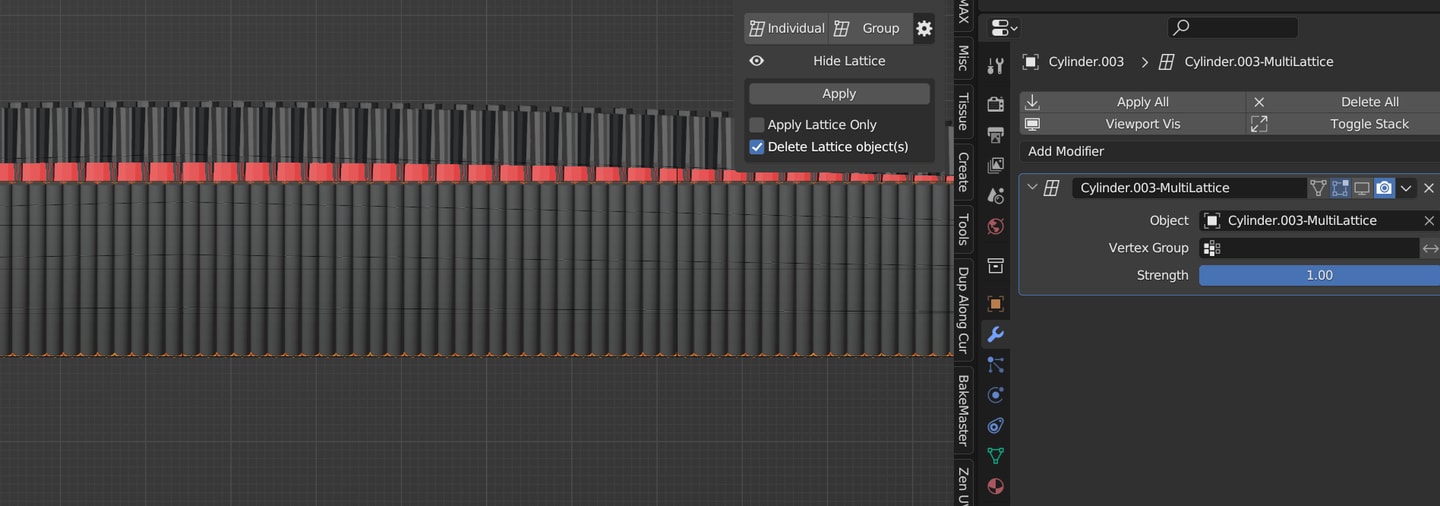 Individual Group
Hide Lattice
Apply
Apply Lattice Only
Delete Lattice object(s)
MAX
Misc
Tissue
Create
Tools
Dup Along Cur
BakeMaster
Zen U
Cylinder.003 Cylinder.003-MultiLattice
Apply All Delete All
Viewport Vis Toggle Stack
Add Modifier
Cylinder.003-MultiLattice
Object Cylinder.003-MultiLattice
Vertex Group
Strength 1.00